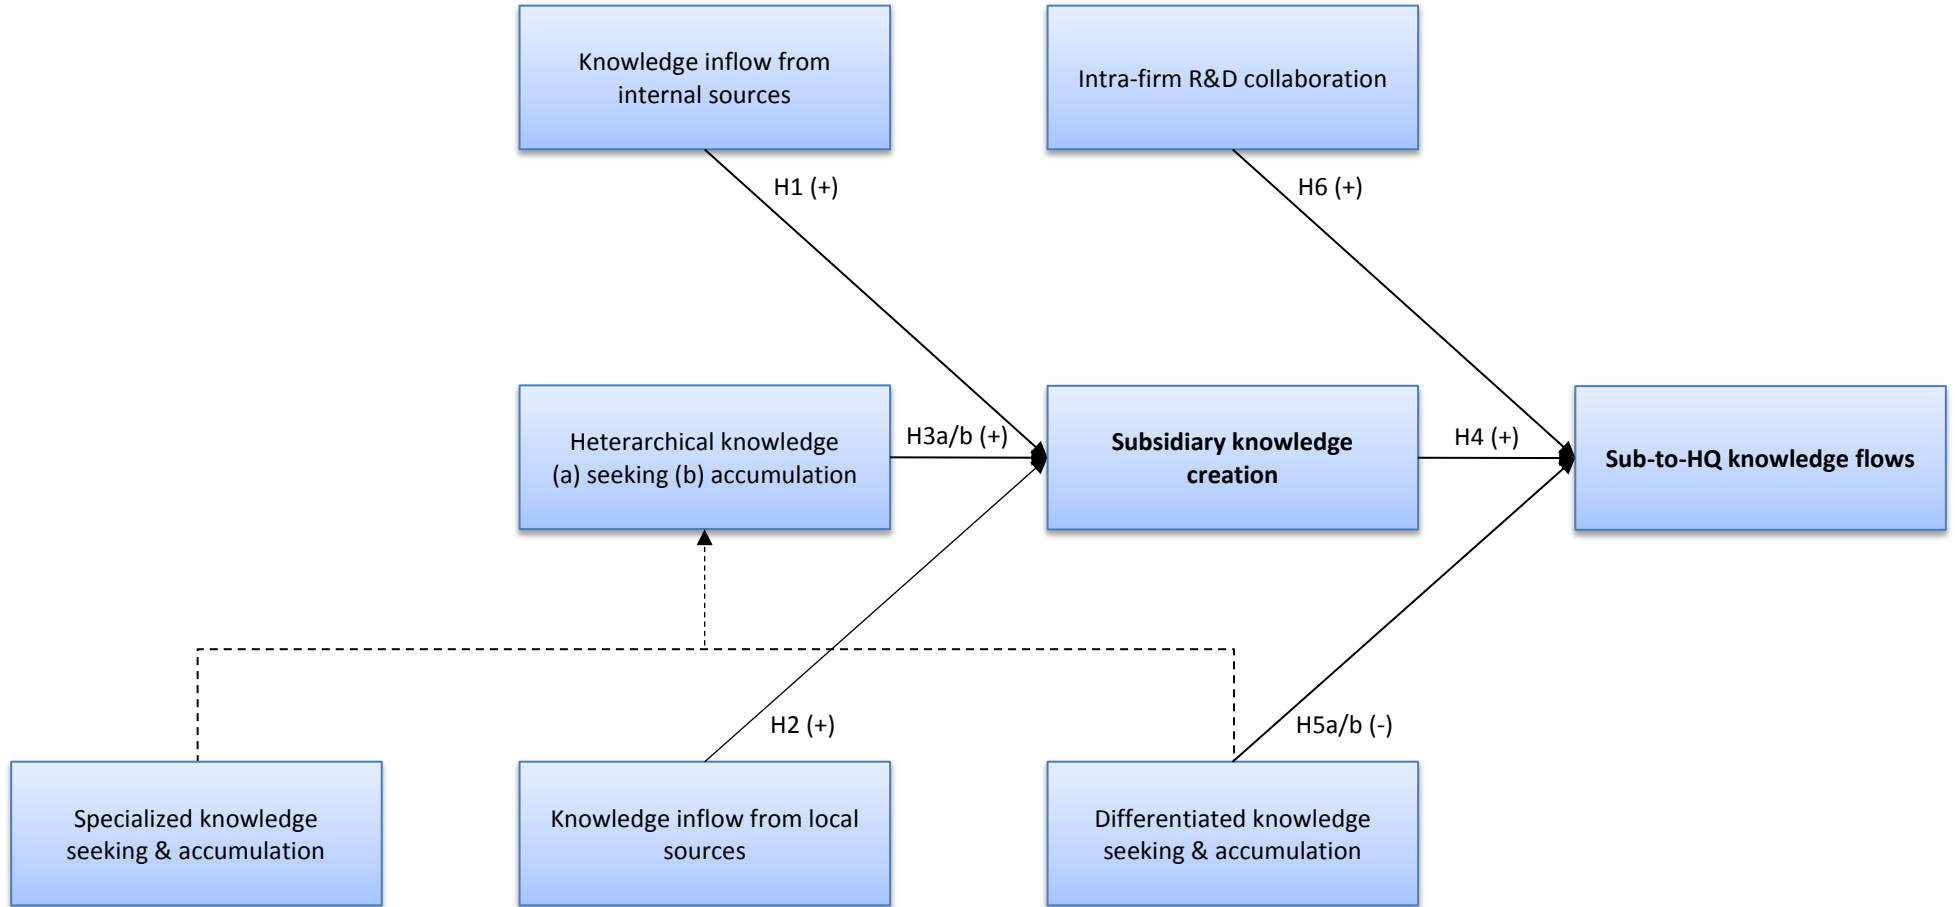 Knowledge inflow from
internal sources
Intra-firm R&D collaboration
H1 (+)
H6 (+)
Heterarchical knowledge
(a) seeking (b) accumulation
H3a/b (+)
Subsidiary knowledge
creation
H4 (+)
Sub-to-HQ knowledge flows
H2 (+)
H5a/b (-)
Specialized knowledge
seeking & accumulation
Knowledge inflow from local
sources
Differentiated knowledge
seeking & accumulation